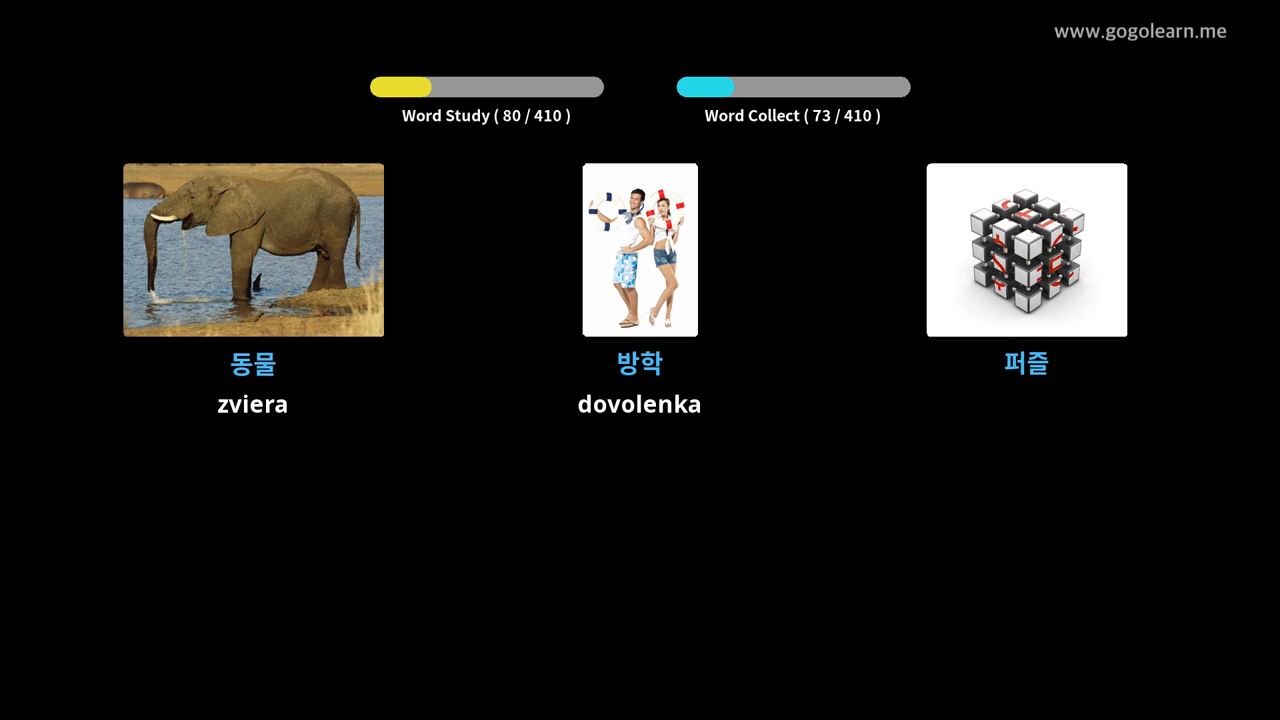 www.gogolearn.me
Word Study ( 80 / 410 )
Word Collect ( 73 / 410 )
동물
방학
퍼즐
zviera
dovolenka